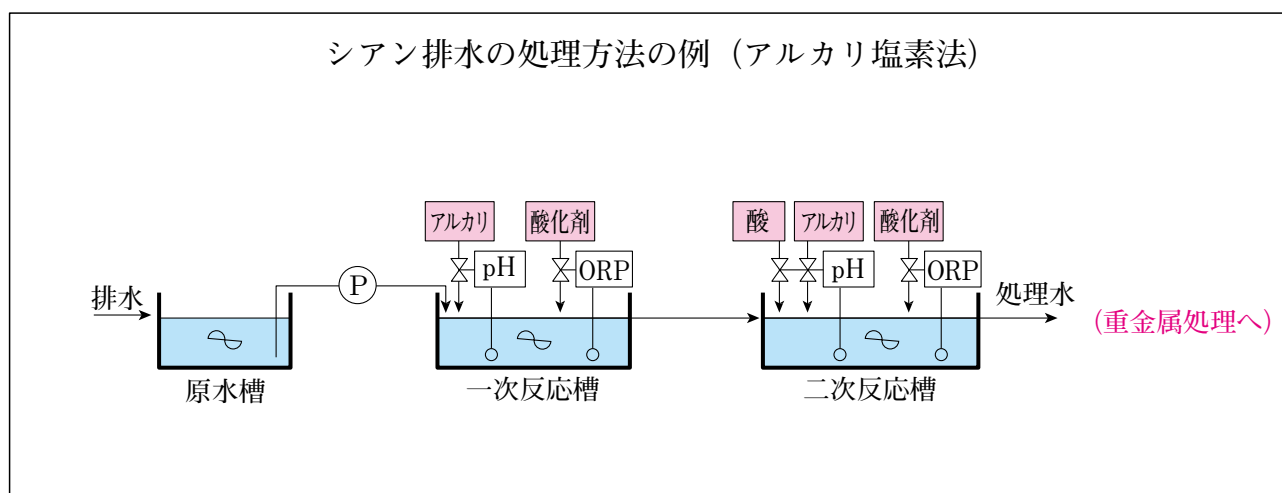 シアン排水の処理方法の例（アルカリ塩素法）
アルカリ
酸化剤
酸
アルカリ
酸化剤
pH
ORP
pH
ORP
P
排水
処理水
(重金属処理へ)
原水槽
一次反応槽
二次反応槽